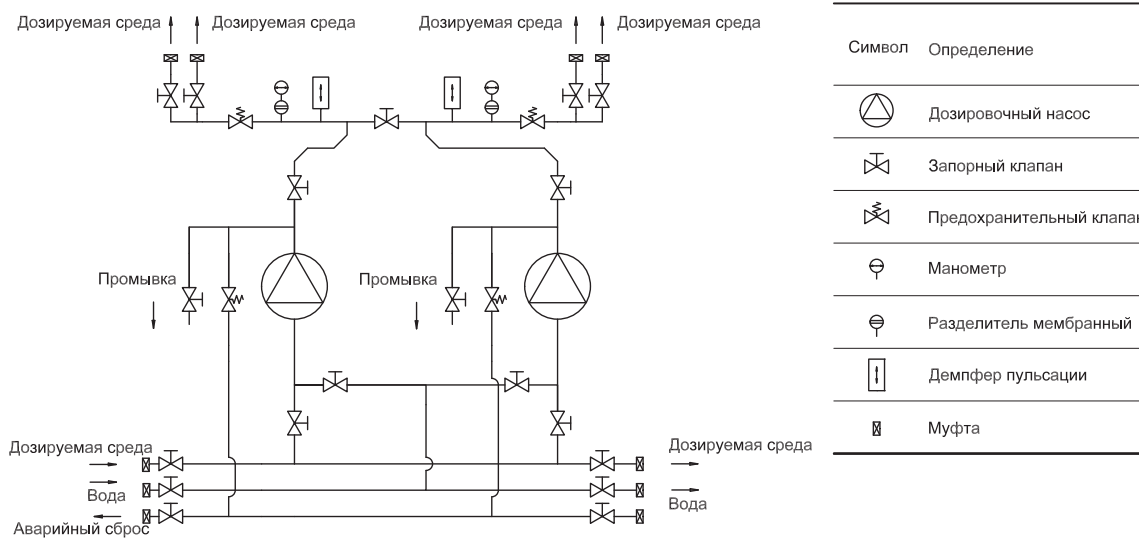 Дозируемая среда
Дозируемая среда
Дозируемая среда
Дозируемая среда
Промывка
Промывка
Дозируемая среда
Вода
Аварийный сброс
Дозируемая среда
Вода
Символ Определение
Дозировочный насос
Запорный клапан
Предохранительный клапан
Манометр
Разделитель мембранный
Демпфер пульсации
Муфта